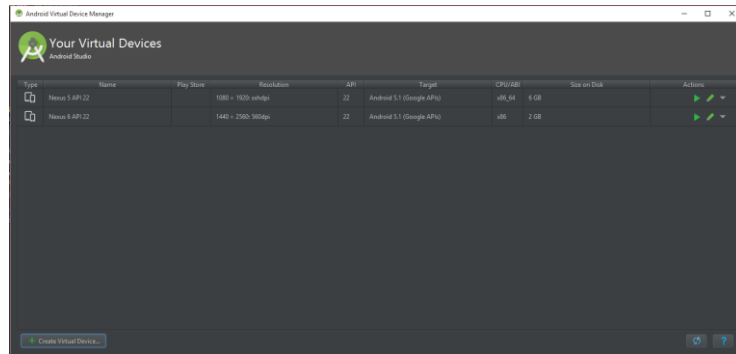 Android Virtual Device Manager
Your Virtual Devices
Android Studio
Type Name Play Store Resolution API Target CPU/ABI Size on Disk Actions
Nexus 5 API 22 1080 × 1920: xxhdpi 22 Android 5.1 (Google APIs) x86_64 6 GB
Nexus 6 API 22 1440 × 2560: 560dpi 22 Android 5.1 (Google APIs) x86 2 GB
+ Create Virtual Device...
?